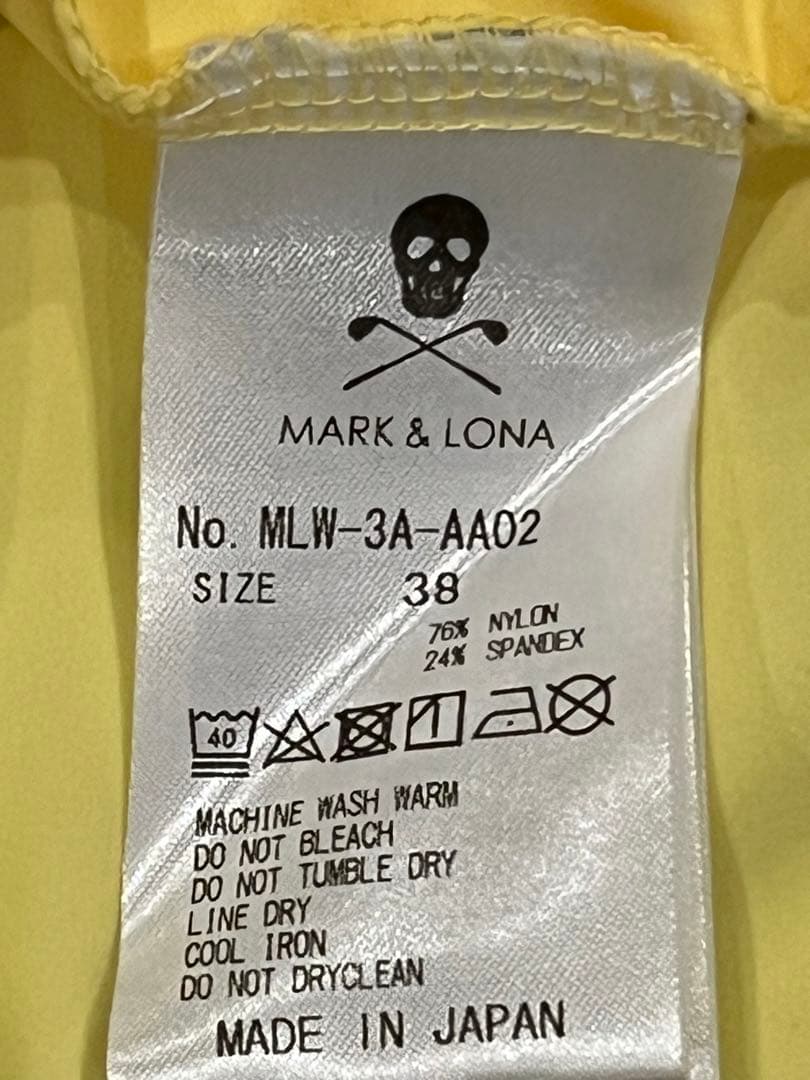 MARK & LONA
No. MLW-3A-AA02
SIZE 38
76% NYLON
24% SPANDEX
40
MACHINE WASH WARM
DO NOT BLEACH
DO NOT TUMBLE DRY
LINE DRY
COOL IRON
DO NOT DRYCLEAN
MADE IN JAPAN